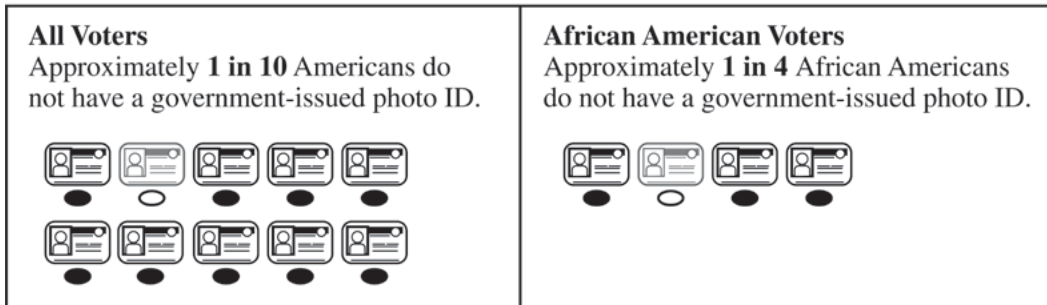 All Voters
Approximately 1 in 10 Americans do
not have a government-issued photo ID.
African American Voters
Approximately 1 in 4 African Americans
do not have a government-issued photo ID.